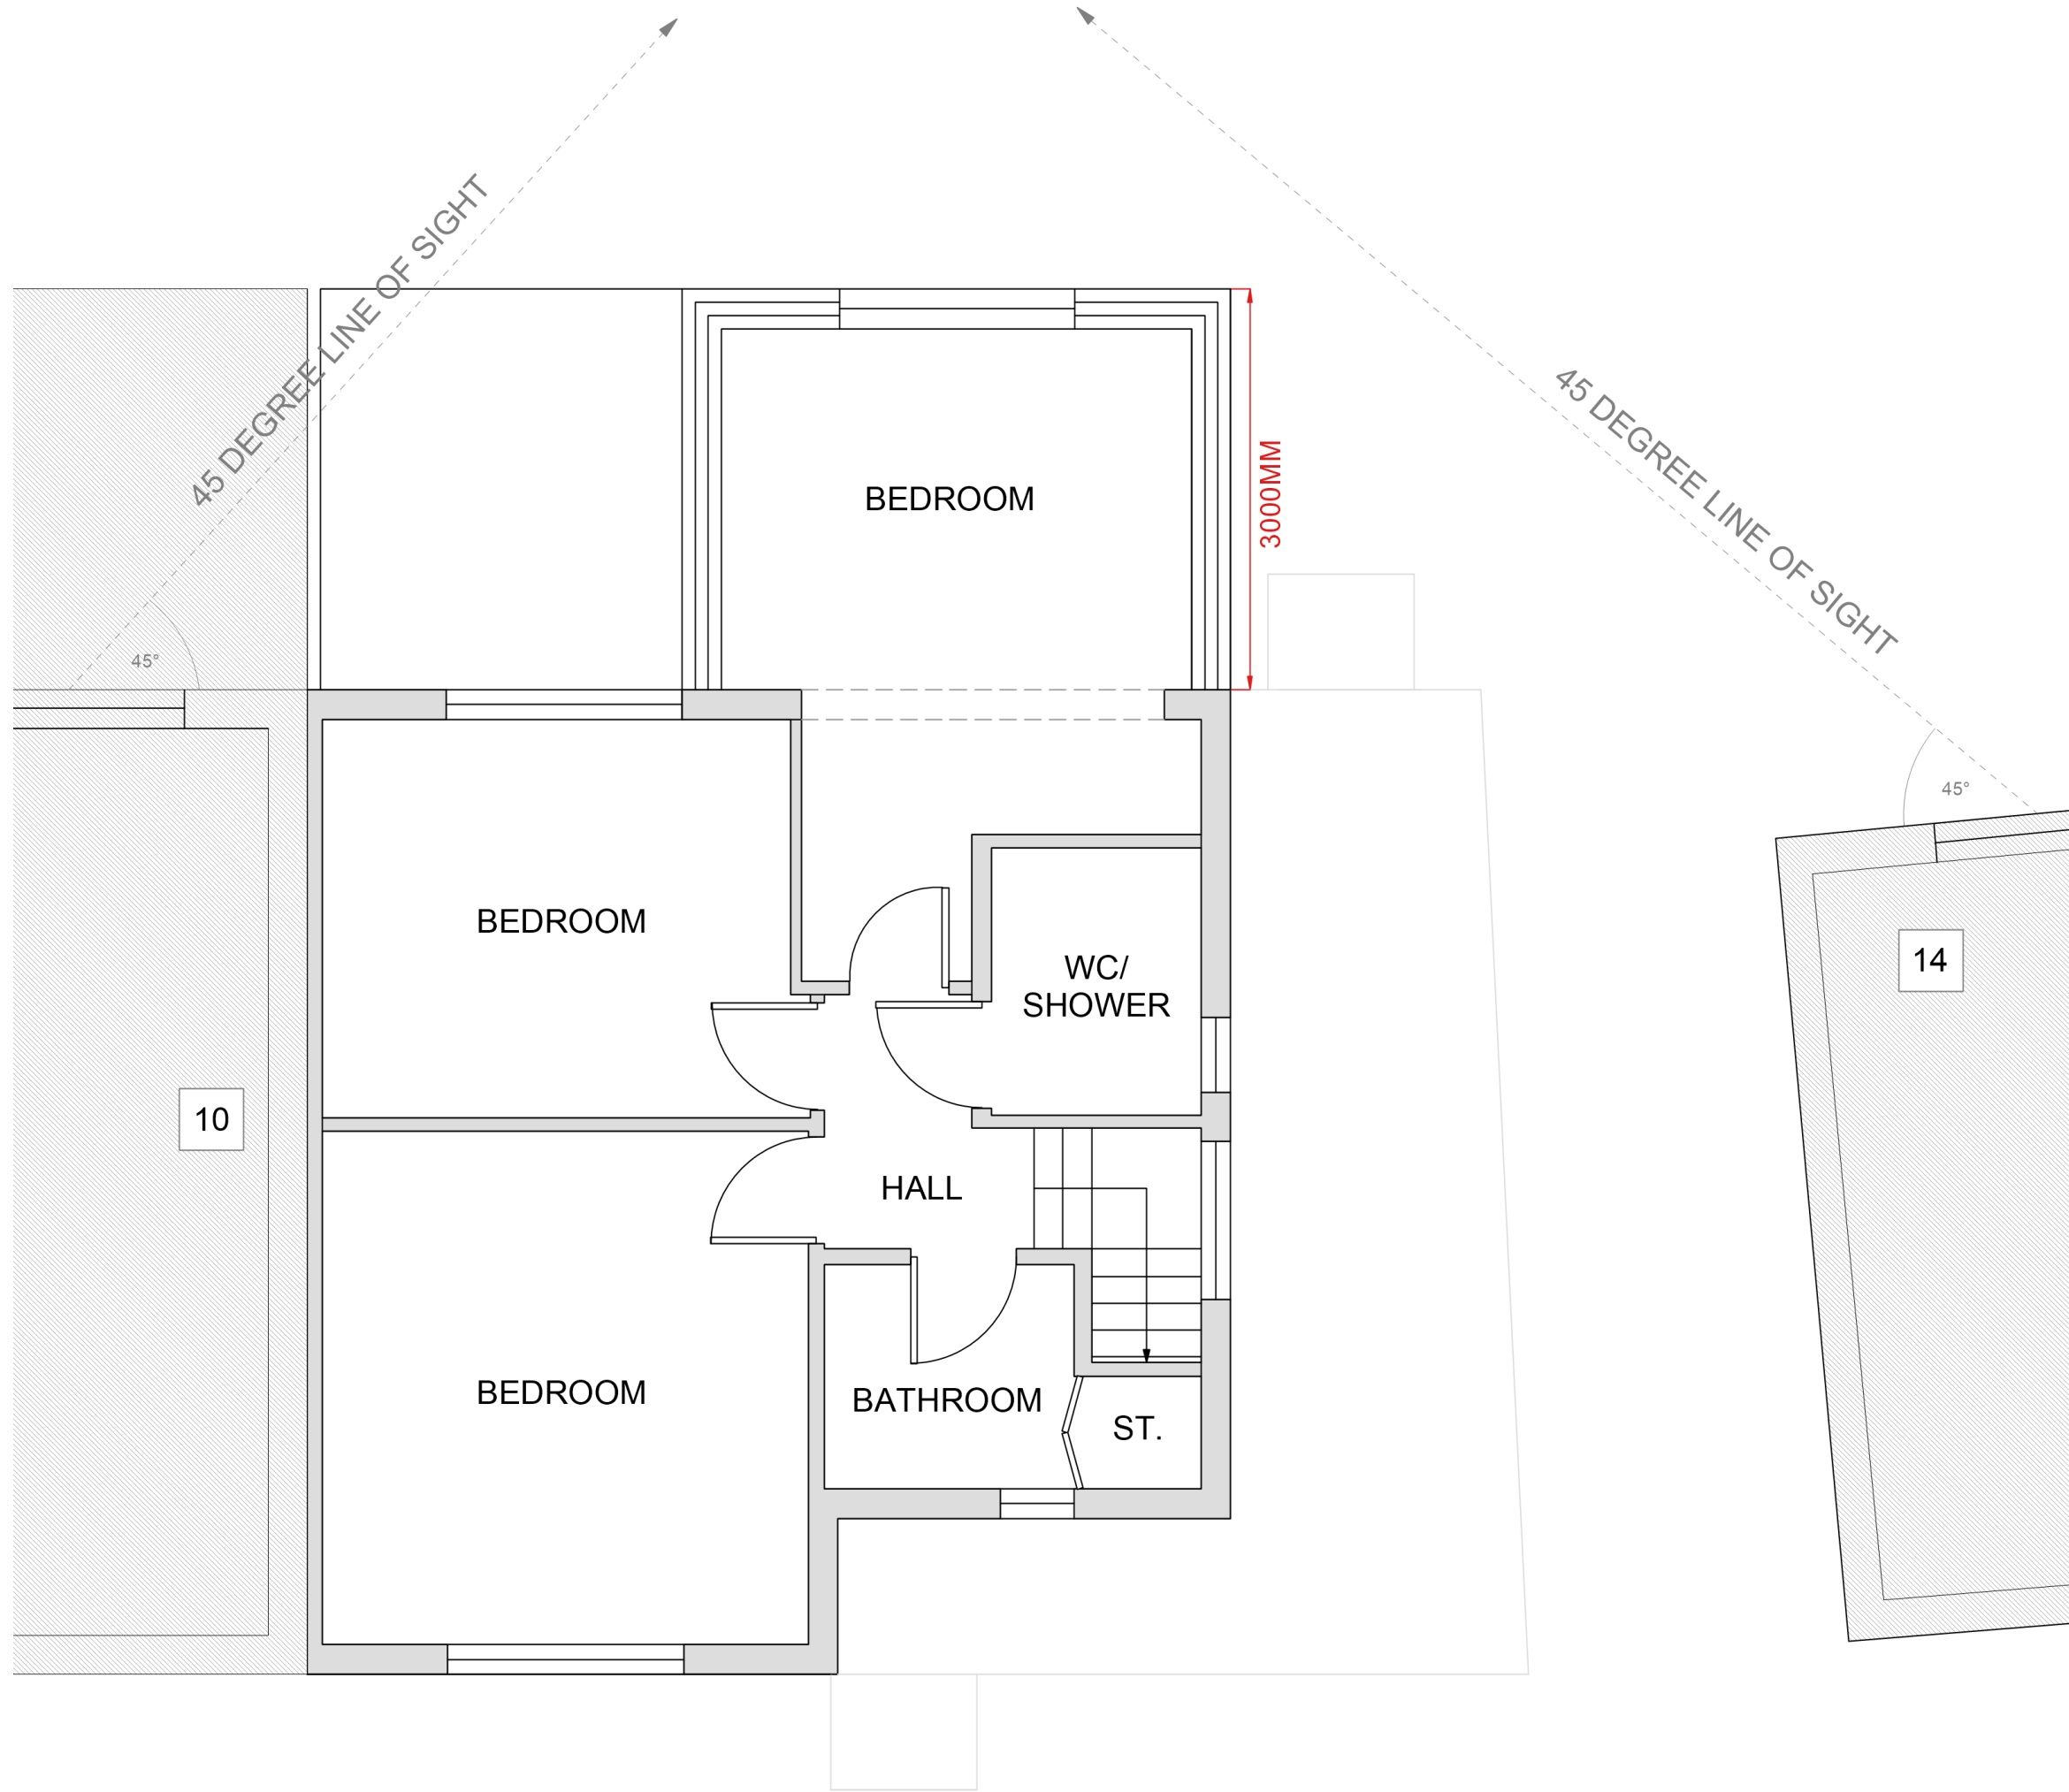 45 DEGREE LINE OF SIGHT
45 DEGREE LINE OF SIGHT
3000MM
BEDROOM
45°
45°
BEDROOM
14
WC/
SHOWER
10
HALL
BEDROOM
BATHROOM
ST.